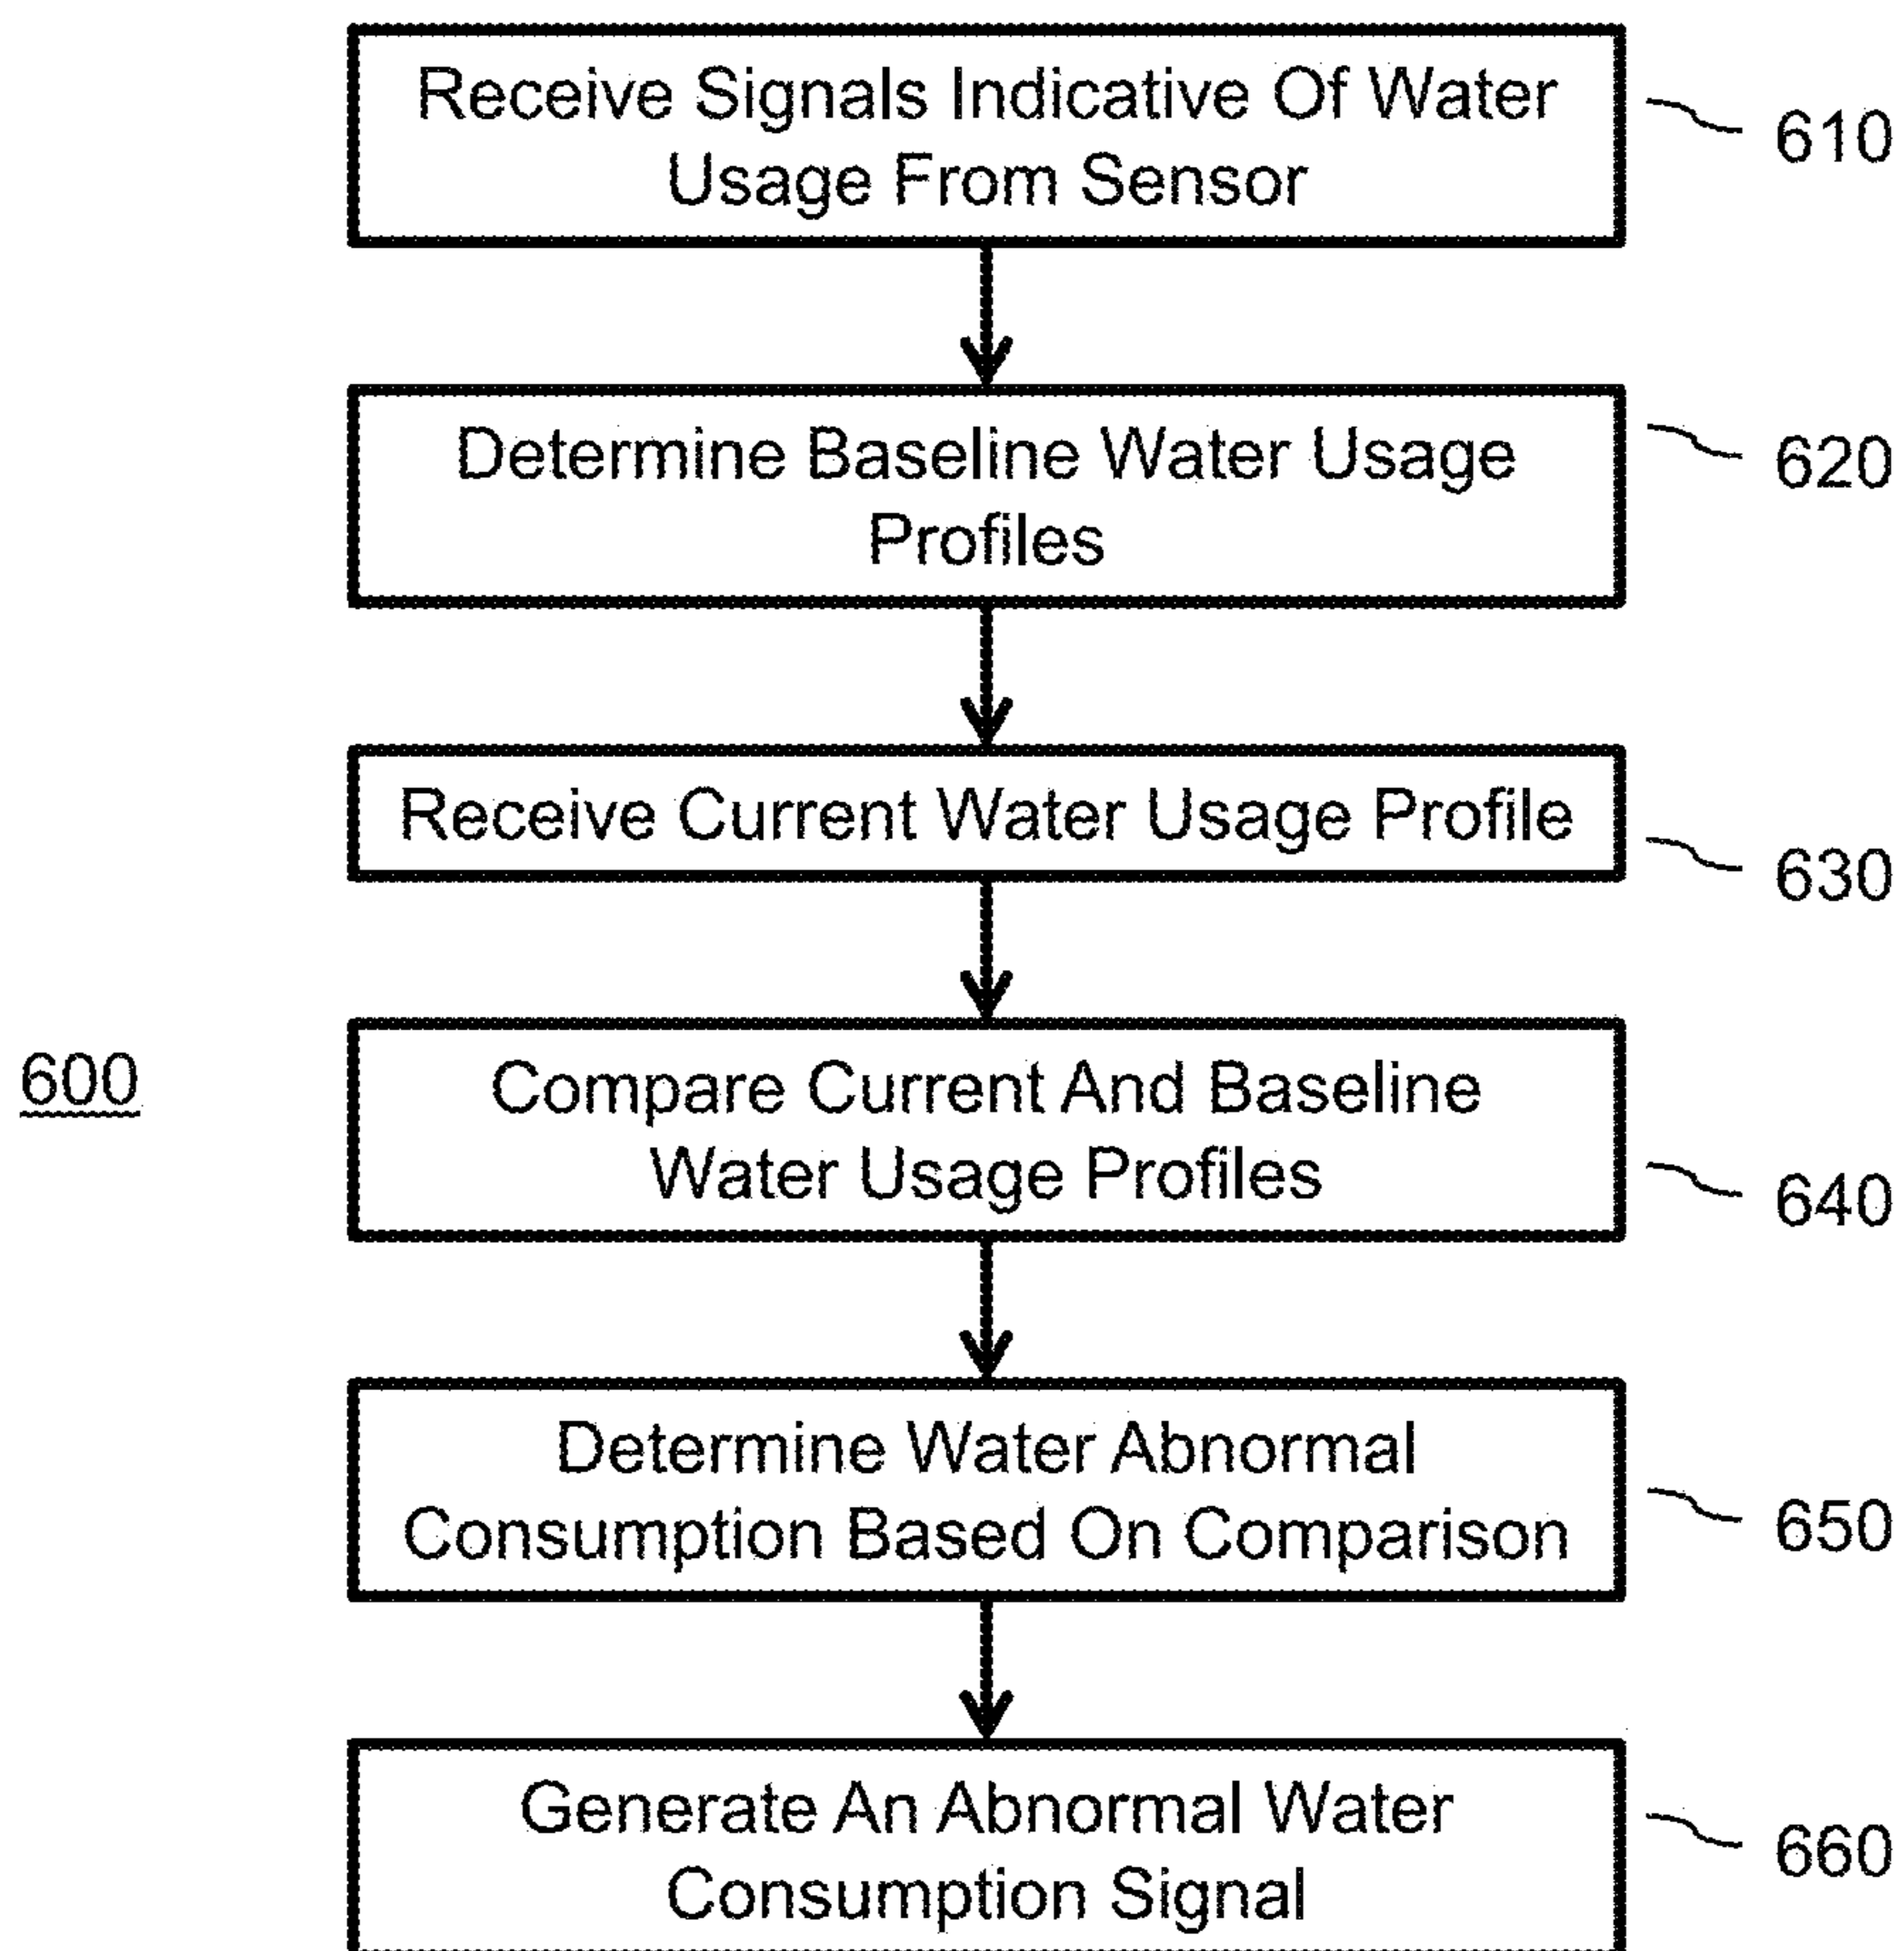 Receive Signals Indicative Of Water
Usage From Sensor
610
Determine Baseline Water Usage
Profiles
620
Receive Current Water Usage Profile
630
600
Compare Current And Baseline
Water Usage Profiles
640
Determine Water Abnormal
Consumption Based On Comparison
650
Generate An Abnormal Water
Consumption Signal
660